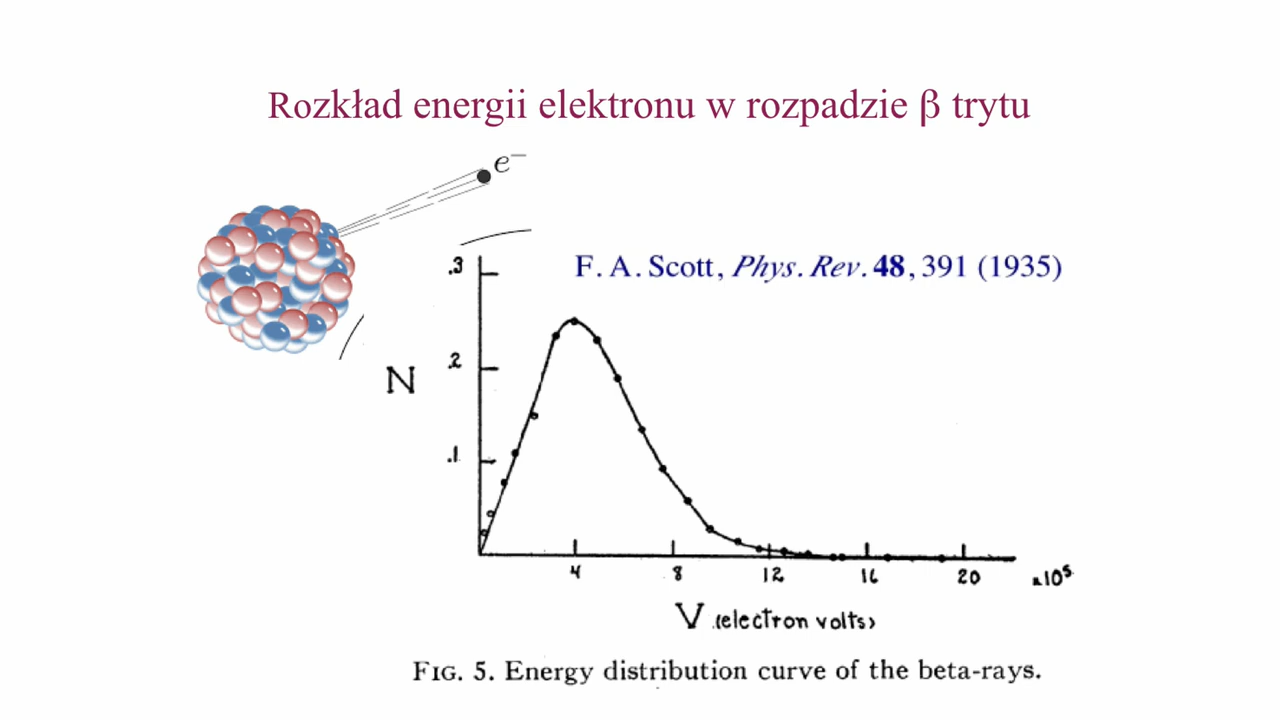 Rozkład energii elektronu w rozpadzie β trytu
e⁻
F. A. Scott, Phys. Rev. 48, 391 (1935)
.3
.2
N
.1
4 8 12 16 20 x10⁵
V (electron volts)
FIG. 5. Energy distribution curve of the beta-rays.